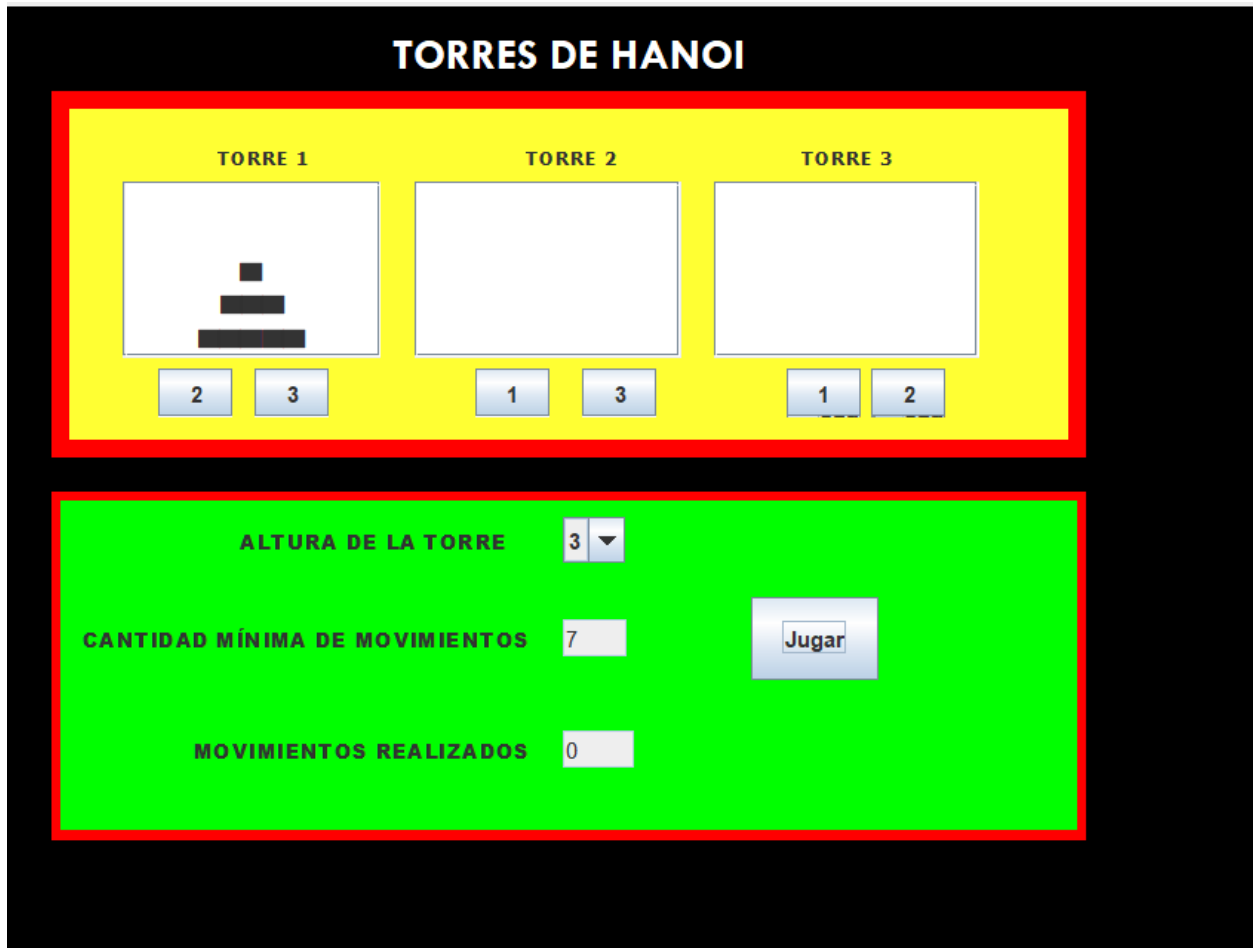 TORRES DE HANOI
TORRE 1 TORRE 2 TORRE 3
2 3 1 3 1 2
ALTURA DE LA TORRE 3
CANTIDAD MÍNIMA DE MOVIMIENTOS 7
Jugar
MOVIMIENTOS REALIZADOS 0